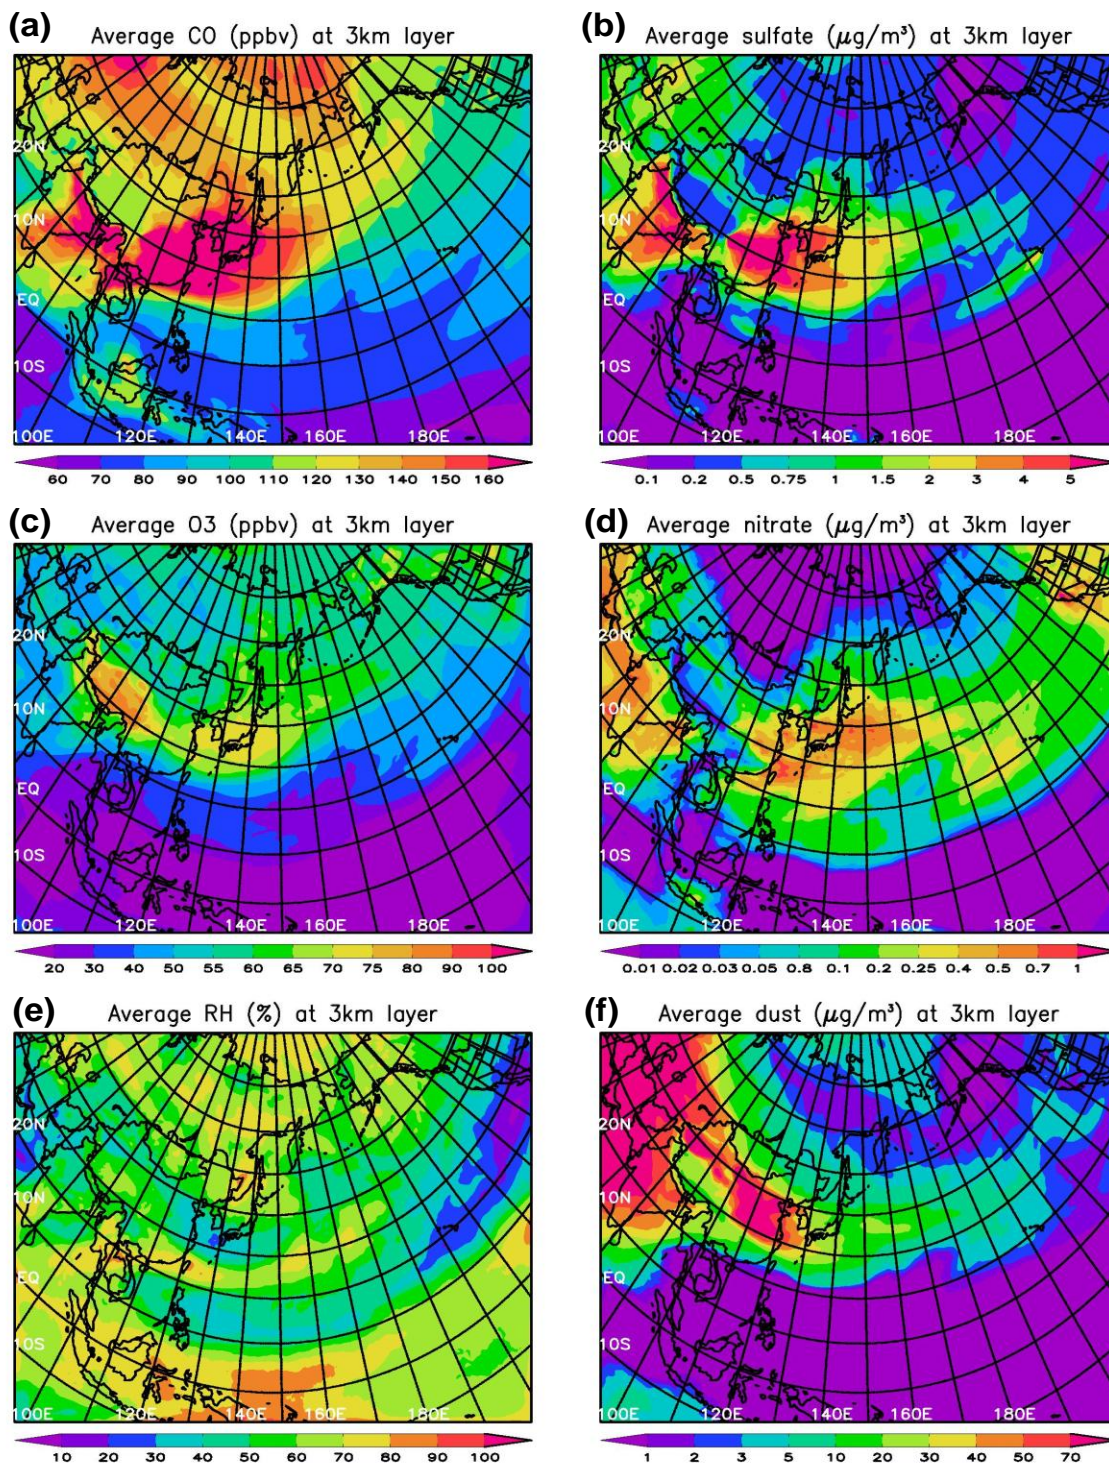 (a) Average CO (ppbv) at 3km layer
20N
10N
EQ
10S
100E 120E 140E 160E 180E
60 70 80 90 100 110 120 130 150 160
(b) Average sulfate (μg/m³) at 3km layer
20N
10N
EQ
10S
100E 120E 140E 160E 180E
0.1 0.2 0.5 0.75 1 1.5 2 3 4 5
(c) Average O3 (ppbv) at 3km layer
20N
10N
EQ
10S
100E 120E 140E 160E 180E
20 30 40 50 55 60 65 70 75 80 90 100
(d) Average nitrate (μg/m³) at 3km layer
20N
10N
EQ
10S
100E 120E 140E 160E 180E
0.01 0.02 0.03 0.05 0.8 0.1 0.2 0.25 0.4 0.5 0.7 1
(e) Average RH (%) at 3km layer
20N
10N
EQ
10S
100E 120E 140E 160E 180E
10 20 30 40 50 60 70 80 90 100
(f) Average dust (μg/m³) at 3km layer
20N
10N
EQ
10S
100E 120E 140E 160E 180E
1 2 3 5 10 20 30 40 50 70